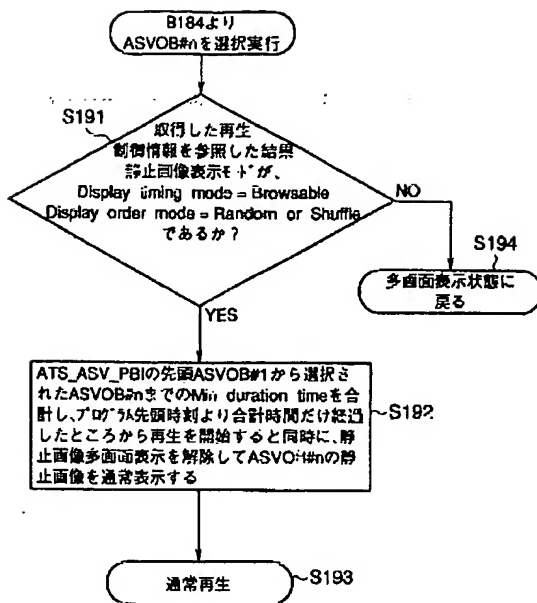 B184より
ASVOB#nを選択実行
S191
取得した再生
制御情報を参照した結果
静止画像表示モードが、
Display timing mode = Browsable
Display order mode = Random or Shuffle
であるか？
NO
S194
多画面表示状態に
戻る
YES
ATS_ASV_PBIの先頭ASVOB#1から選択さ
れたASVOB#nまでのMin duration timeを合
計し、プログラム先頭時刻より合計時間だけ経過
したところから再生を開始すると同時に、静
止画像多画面表示を解除してASVOB#nの静
止画像を通常表示する
S192
通常再生
S193